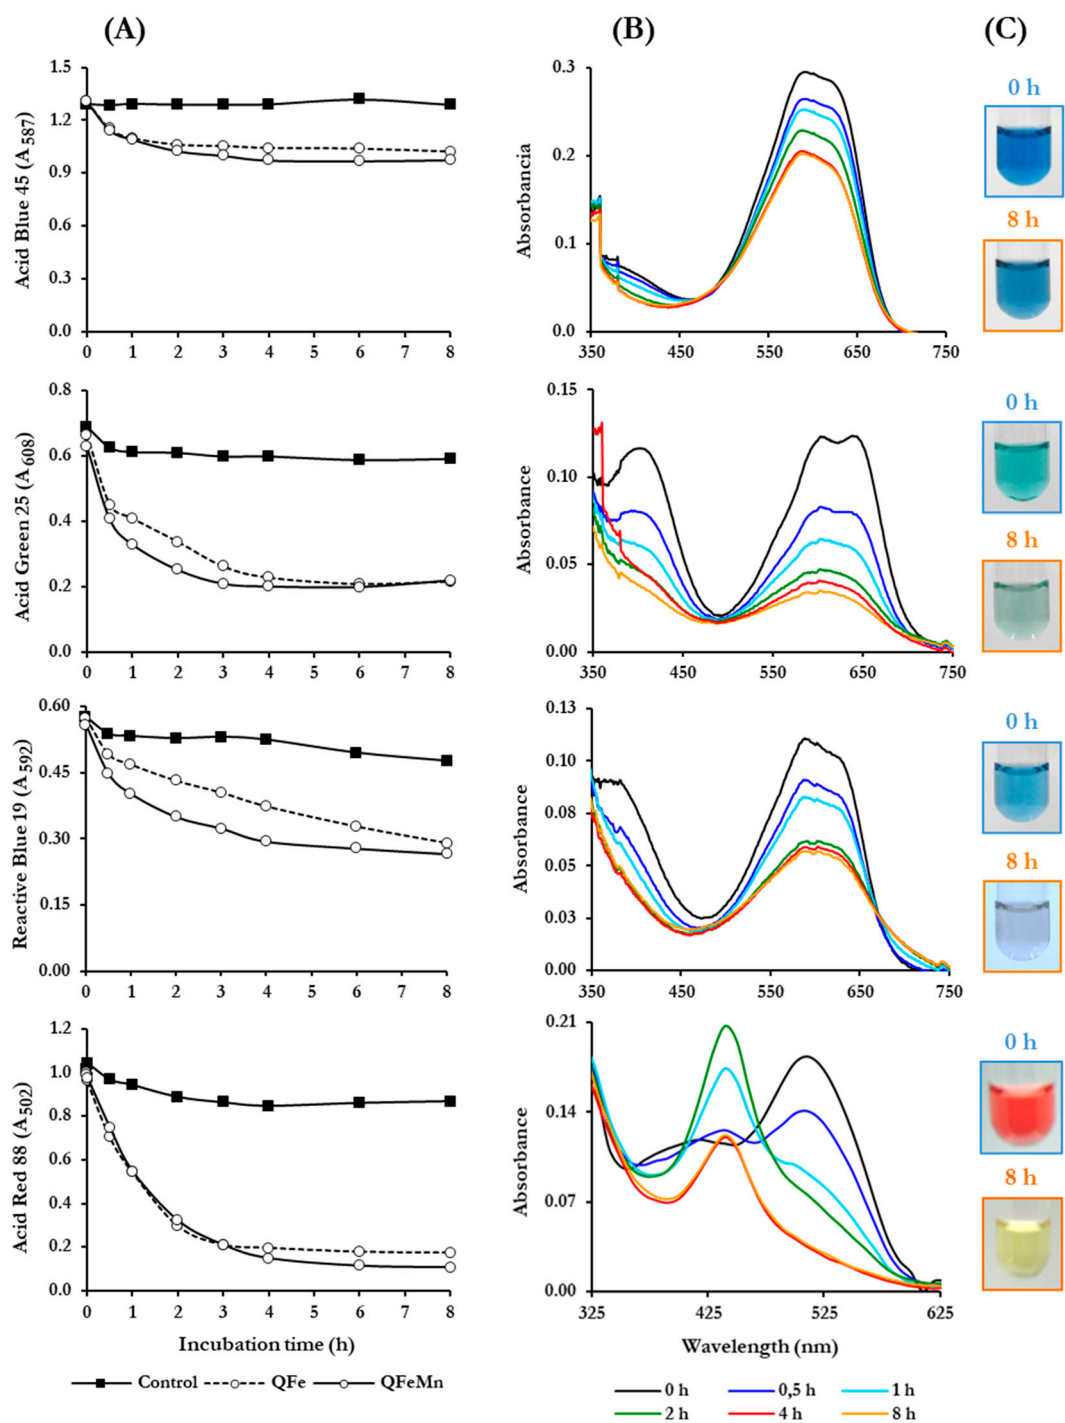 (A) (B) (C)
Acid Blue 45 (A587)
1.5
1.2
0.9
0.6
0.3
0.0
0 1 2 3 4 5 6 7 8
Absorbancia
0.3
0.2
0.1
0.0
350 450 550 650 750
0 h
8 h
Acid Green 25 (A608)
0.8
0.6
0.4
0.2
0.0
0 1 2 3 4 5 6 7 8
Absorbance
0.15
0.10
0.05
0.00
350 450 550 650 750
0 h
8 h
Reactive Blue 19 (A592)
0.60
0.45
0.30
0.15
0.00
0 1 2 3 4 5 6 7 8
Absorbance
0.13
0.10
0.08
0.05
0.03
0.00
350 450 550 650 750
0 h
8 h
Acid Red 88 (A502)
1.2
1.0
0.8
0.6
0.4
0.2
0.0
0 1 2 3 4 5 6 7 8
Incubation time (h)
Absorbance
0.21
0.14
0.07
0.00
325 425 525 625
Wavelength (nm)
0 h
8 h
Control QFe QFeMn
0 h 0,5 h 1 h
2 h 4 h 8 h